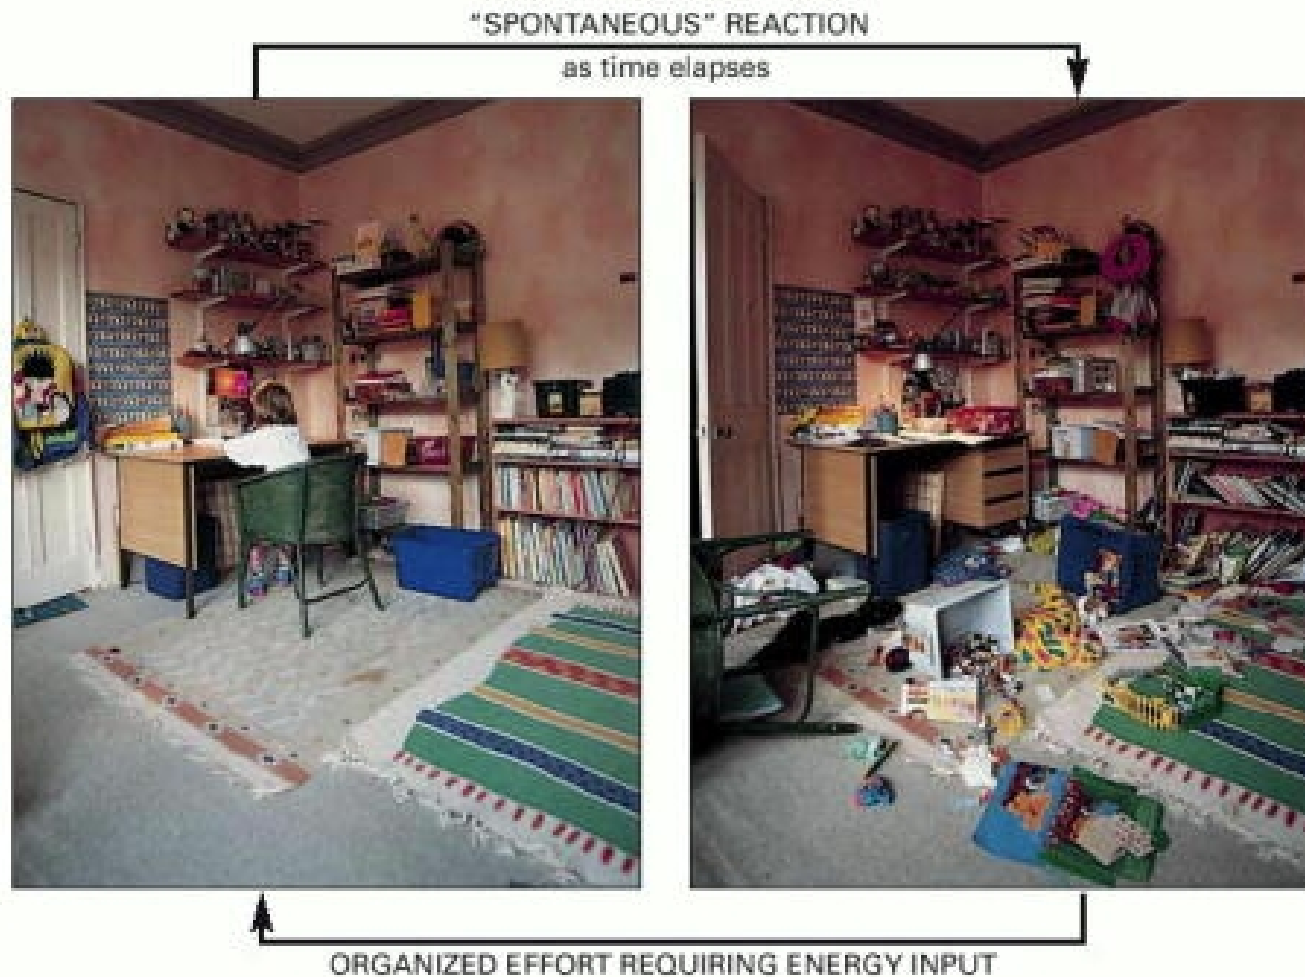 “SPONTANEOUS” REACTION
as time elapses
ORGANIZED EFFORT REQUIRING ENERGY INPUT